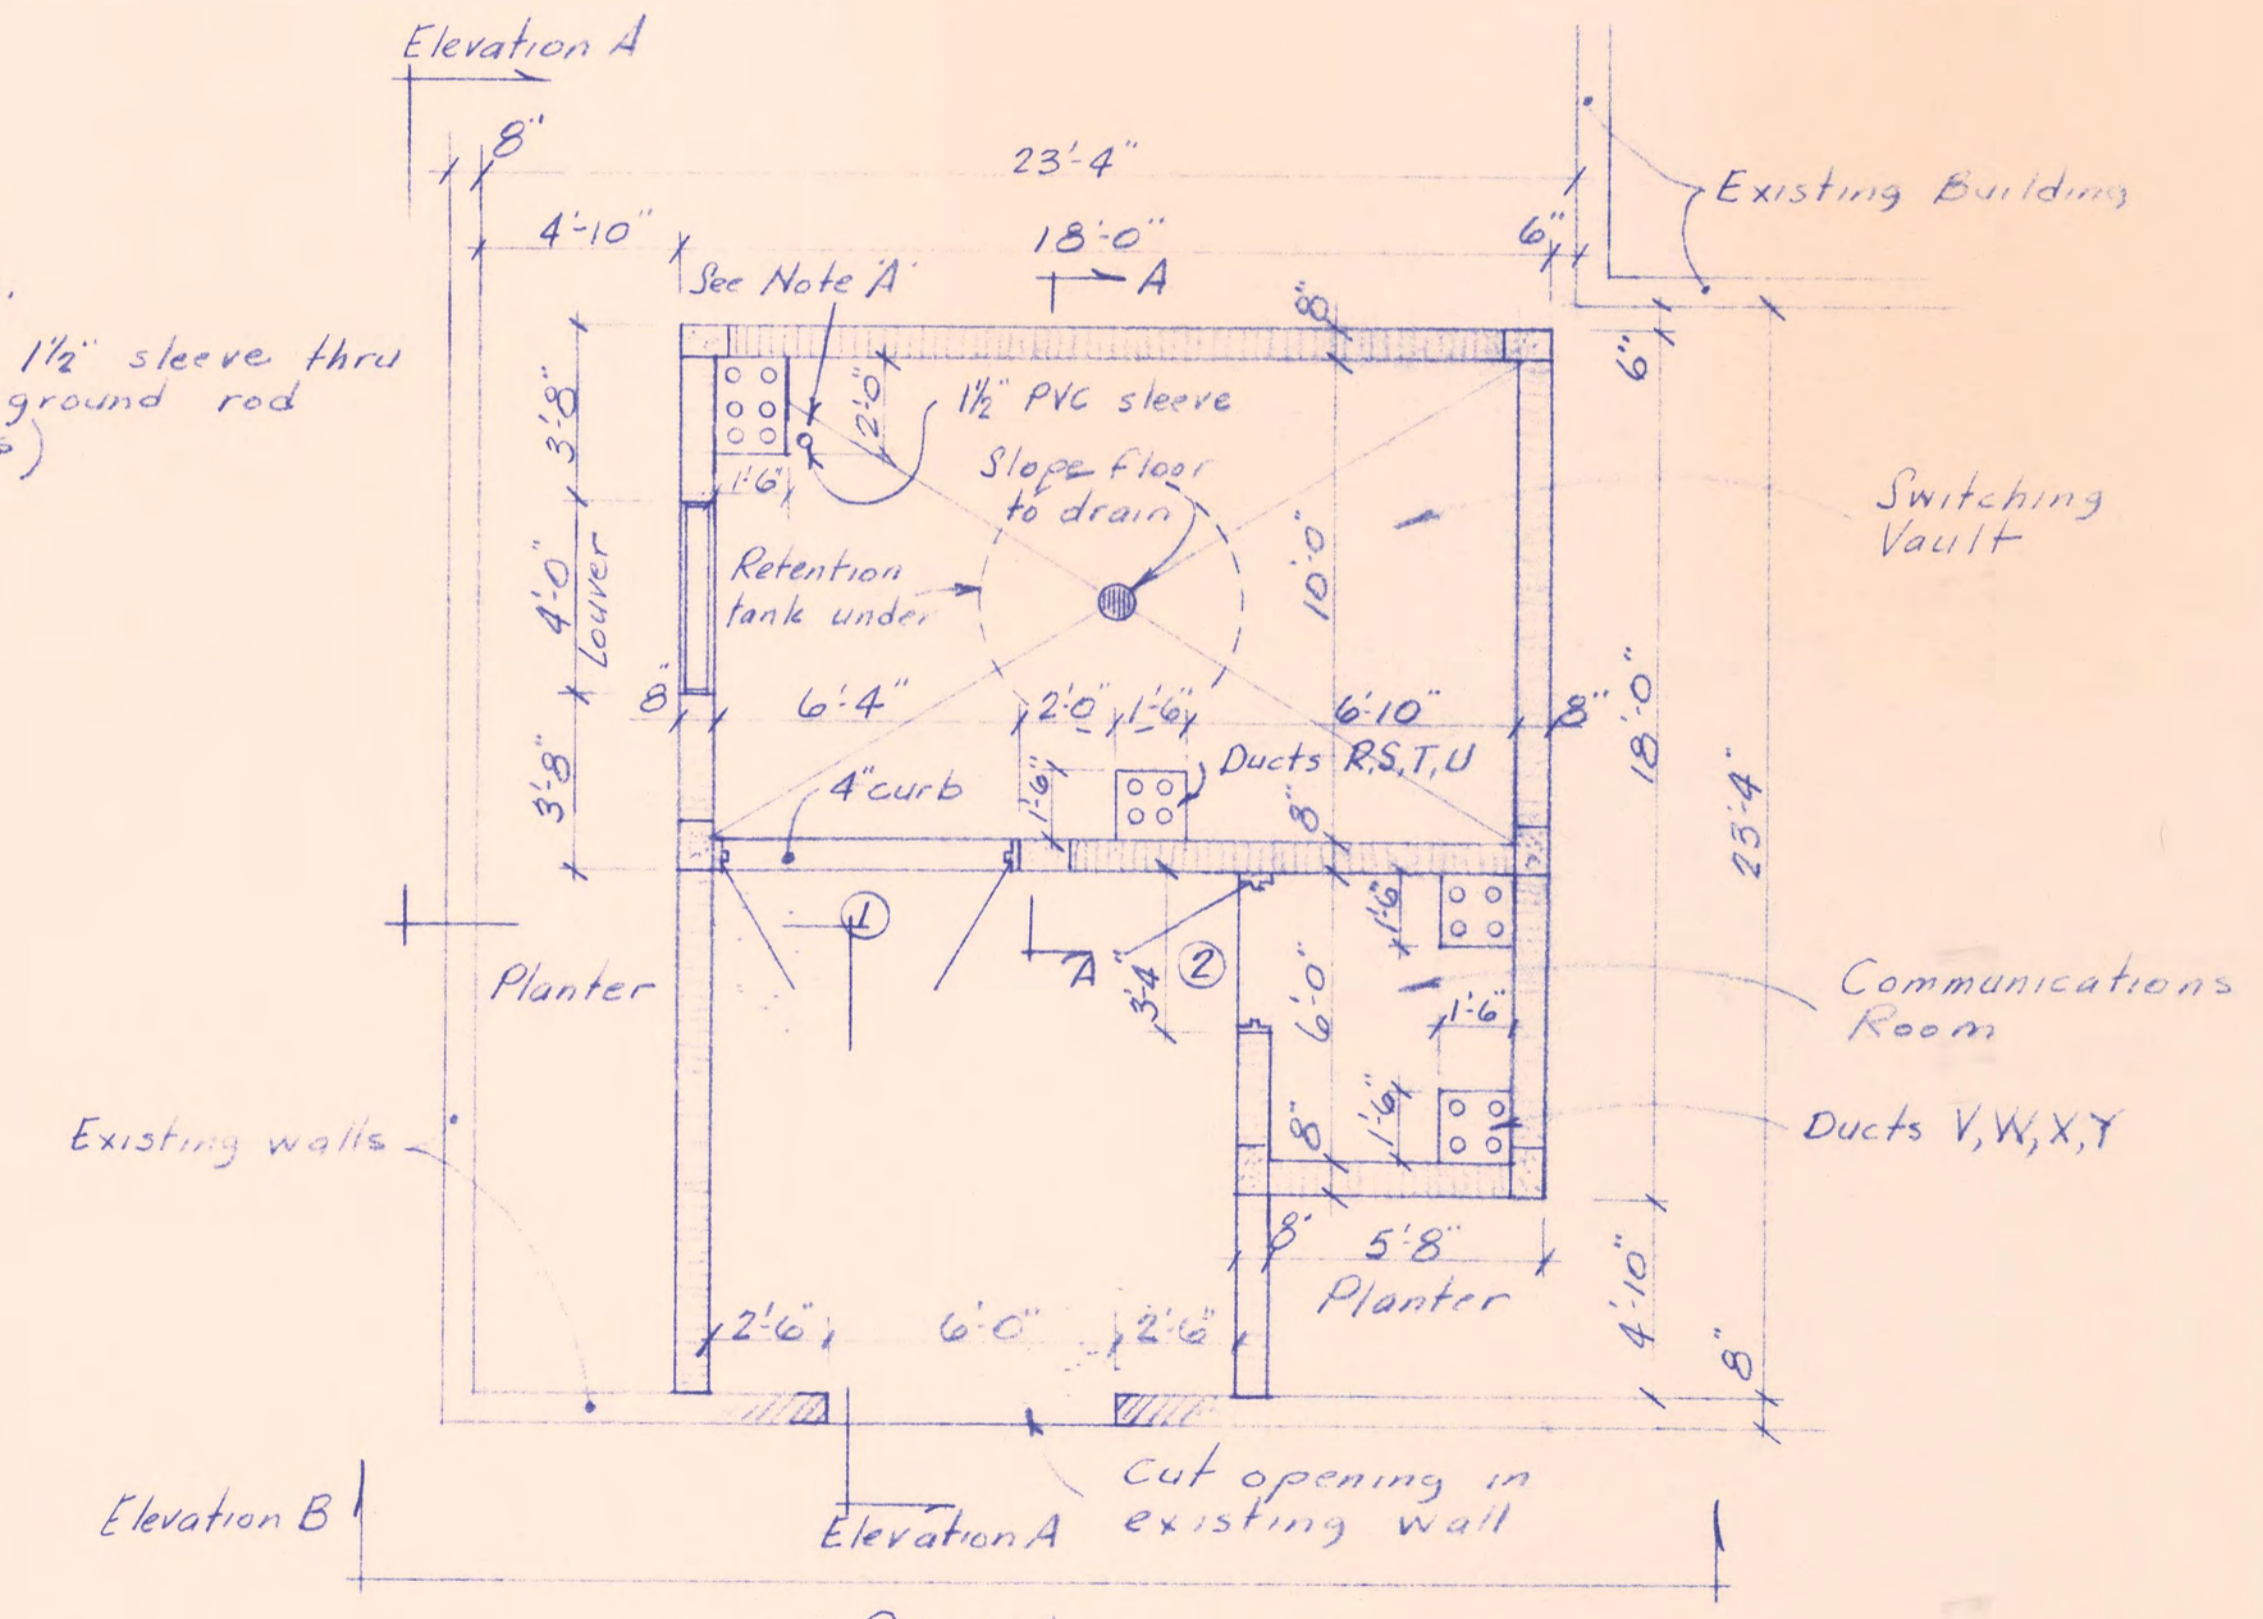 Elevation A
8"
23'-4"
Existing Building
4'-10"
18'-0"
6"
See Note 'A'
A
8"
1½" sleeve thru
ground rod
6"
3'-8"
2'-0"
1½" PVC sleeve
Slope floor
to drain
1'-6"
Switching
Vault
4'-0"
Louver
Retention
tank under
10'-0"
8"
6'-4"
2'-0"
1'-6"
6'-10"
8"
18'-0"
3'-8"
4" curb
1'-6"
Ducts R,S,T,U
8"
23'-4"
1
1'-6"
A
3'-4"
2
6'-0"
Planter
1'-6"
Communications
Room
Existing walls
8"
1'-6"
Ducts V,W,X,Y
8"
5'-8"
Planter
4'-10"
2'-6"
6'-0"
2'-6"
8"
Cut opening in
existing wall
Elevation B
Elevation A